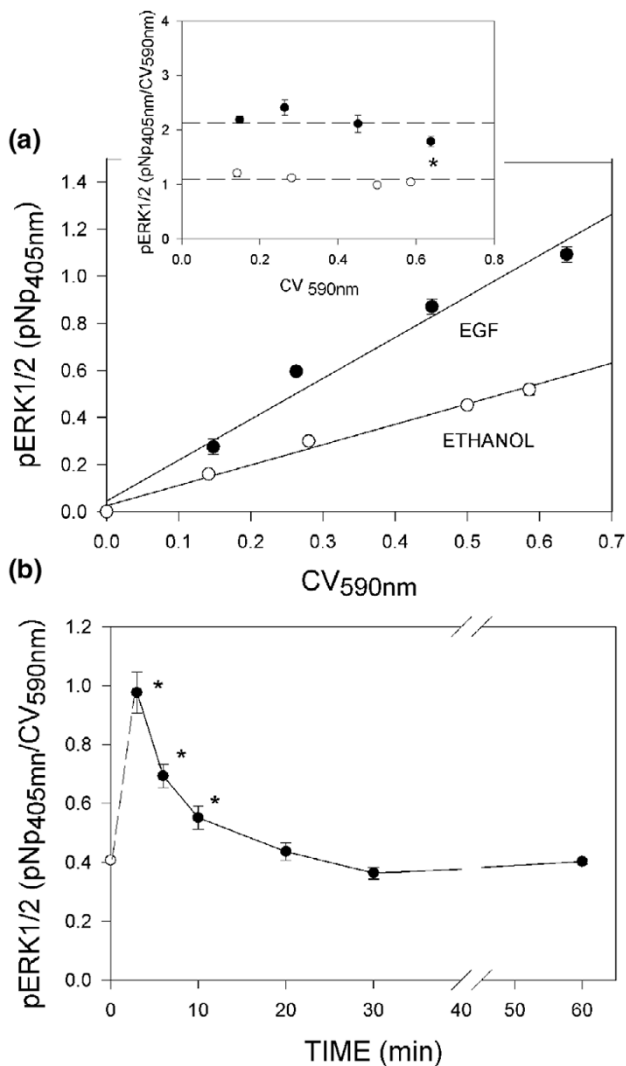 4
3
2
1
0
pERK1/2 (pNp405nm/CV590nm)
*
0.0 0.2 0.4 0.6 0.8
CV 590nm
(a)
1.4
1.2
1.0
0.8
0.6
0.4
0.2
0.0
pERK1/2 (pNp405nm)
EGF
ETHANOL
0.0 0.1 0.2 0.3 0.4 0.5 0.6 0.7
CV590nm
(b)
1.2
1.0
0.8
0.6
0.4
0.2
0.0
pERK1/2 (pNp405mn/CV590nm)
*
*
*
0 10 20 30 40 50 60
TIME (min)